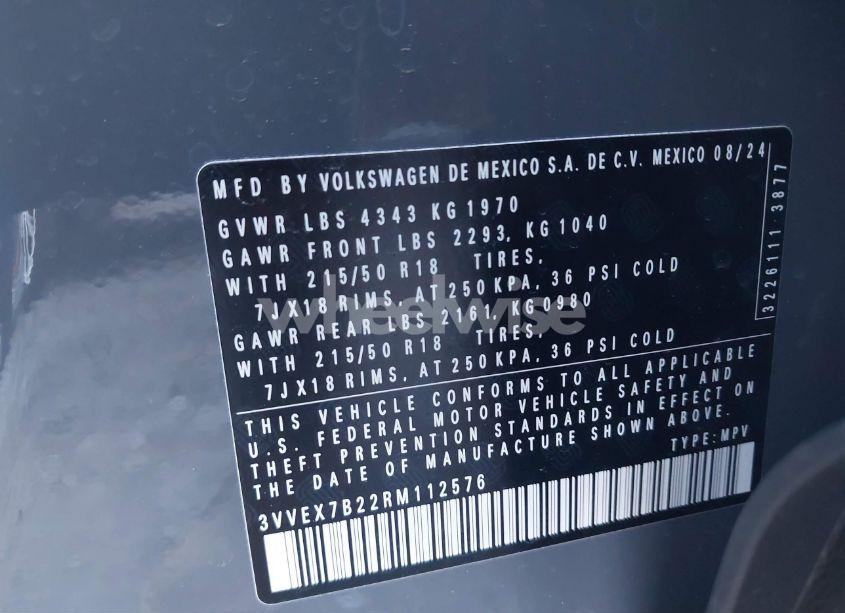 MFD BY VOLKSWAGEN DE MEXICO S.A. DE C.V. MEXICO 08/24
GVWR LBS 4343 KG 1970
GAWR FRONT LBS 2293, KG 1040
WITH 215/50 R18 TIRES,
7JX18 RIMS, AT 250 KPA, 36 PSI COLD
GAWR REAR LBS 2161, KG 0980
WITH 215/50 R18 TIRES,
7JX18 RIMS, AT 250 KPA, 36 PSI COLD
THIS VEHICLE CONFORMS TO ALL APPLICABLE
U.S. FEDERAL MOTOR VEHICLE SAFETY AND
THEFT PREVENTION STANDARDS IN EFFECT ON
THE DATE OF MANUFACTURE SHOWN ABOVE.
TYPE: MPV
3VVEX7B22RM112576
3226111 3877
wheelwise